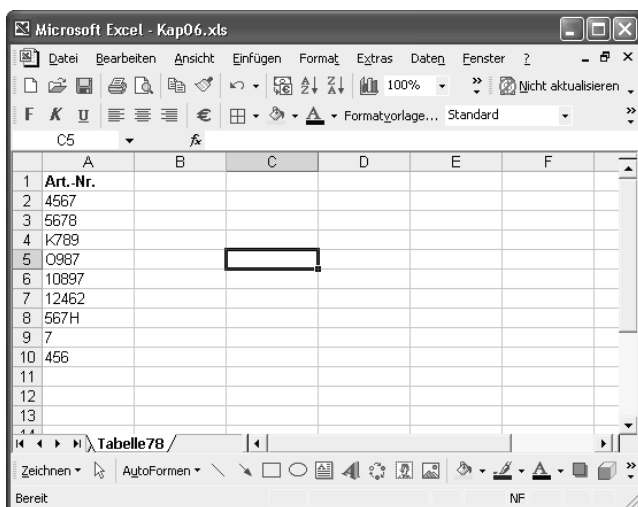 Microsoft Excel - Kap06.xls
Datei Bearbeiten Ansicht Einfügen Format Extras Daten Fenster ?
100% Nicht aktualisieren
F K U € A Formatvorlage... Standard
C5 fx
A B C D E F
1 Art.-Nr.
2 4567
3 5678
4 K789
5 O987
6 10897
7 12462
8 567H
9 7
10 456
11
12
13
Tabelle78
Zeichnen AutoFormen A A
Bereit NF